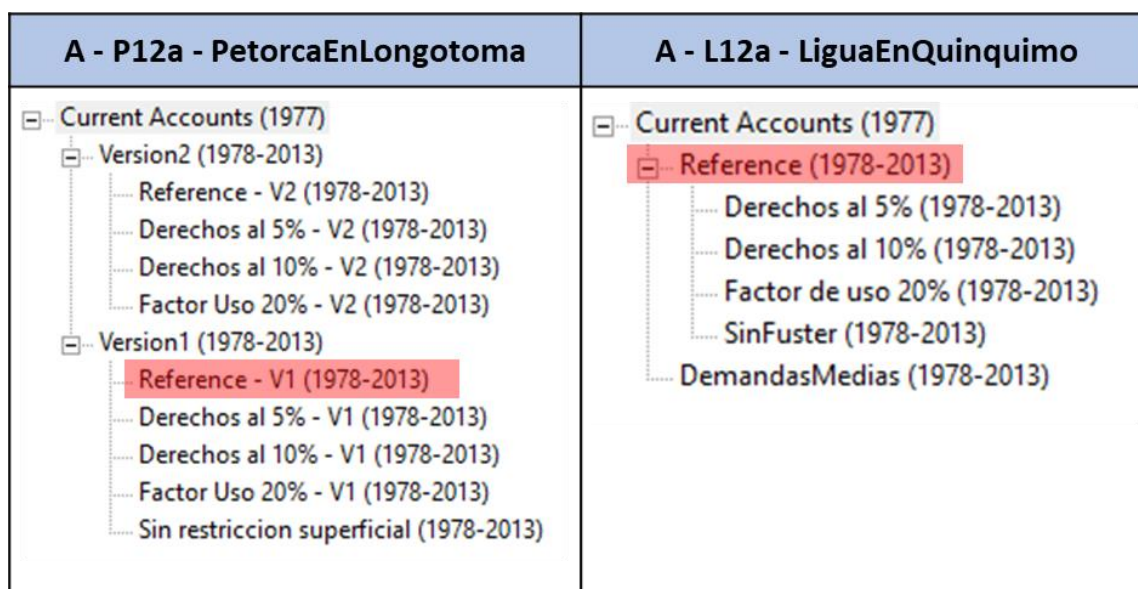 A - P12a - PetorcaEnLongotoma
Current Accounts (1977)
Version2 (1978-2013)
Reference - V2 (1978-2013)
Derechos al 5% - V2 (1978-2013)
Derechos al 10% - V2 (1978-2013)
Factor Uso 20% - V2 (1978-2013)
Version1 (1978-2013)
Reference - V1 (1978-2013)
Derechos al 5% - V1 (1978-2013)
Derechos al 10% - V1 (1978-2013)
Factor Uso 20% - V1 (1978-2013)
Sin restriccion superficial (1978-2013)
A - L12a - LiguaEnQuinquimo
Current Accounts (1977)
Reference (1978-2013)
Derechos al 5% (1978-2013)
Derechos al 10% (1978-2013)
Factor de uso 20% (1978-2013)
SinFuster (1978-2013)
DemandasMedias (1978-2013)